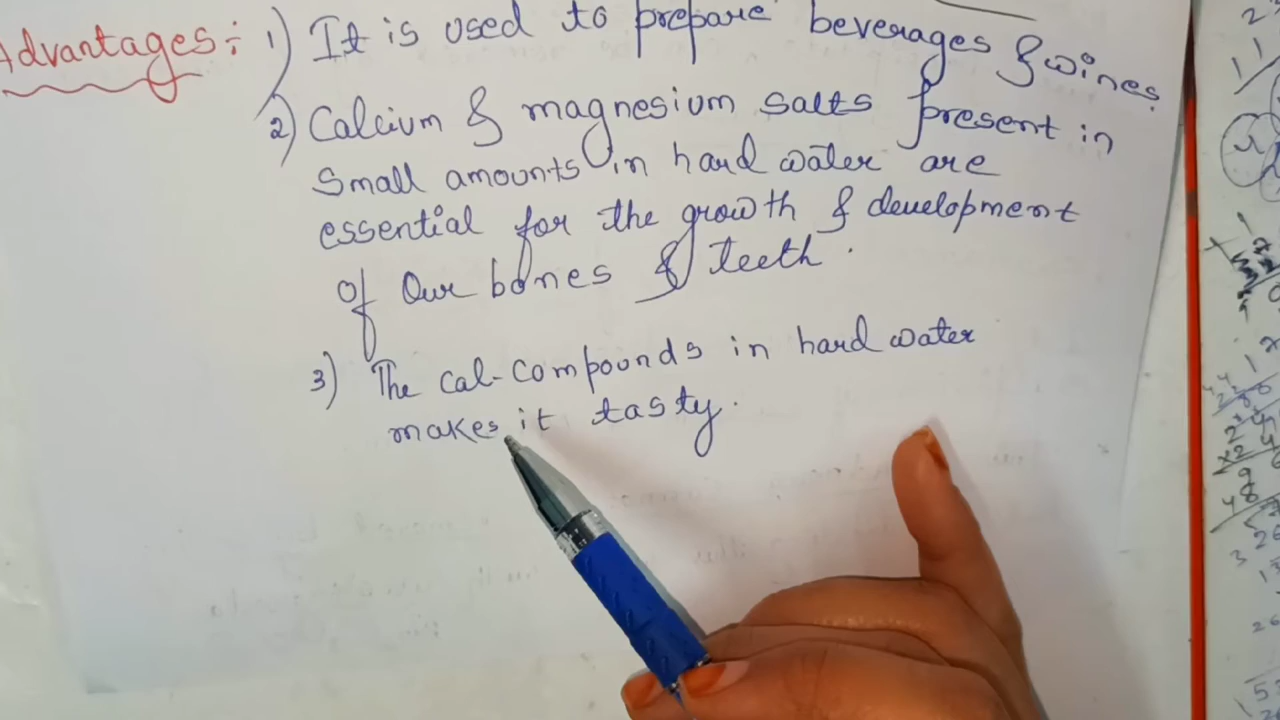 Advantages:- 1) It is used to prepare beverages & wines.
2) Calcium & magnesium salts present in
small amounts in hard water are
essential for the growth & development
of Our bones & teeth.
3) The cal-compounds in hard water
makes it tasty.